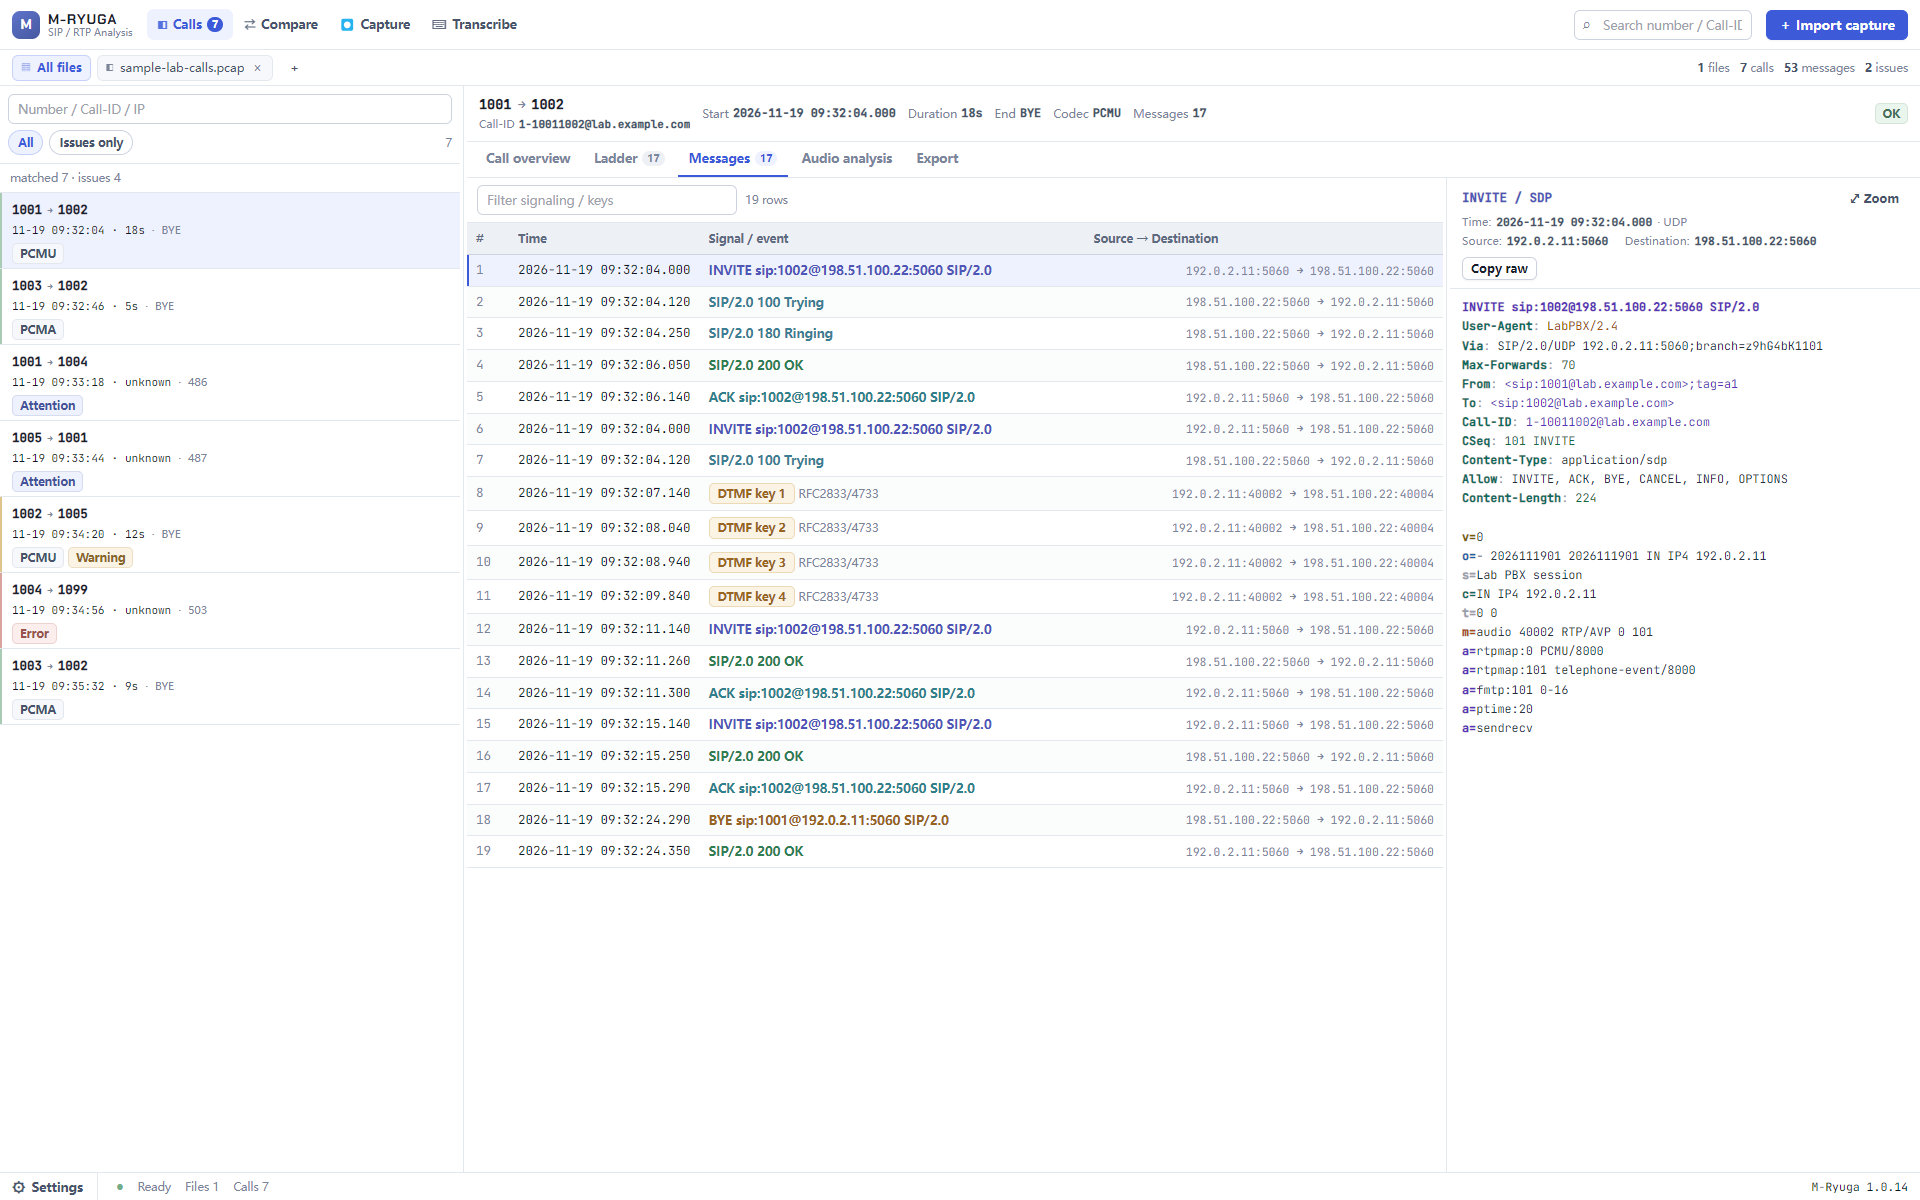 M M-RYUGA
SIP / RTP Analysis
Calls 7 Compare Capture Transcribe
Search number / Call-ID
+ Import capture
All files sample-lab-calls.pcap × +
1 files 7 calls 53 messages 2 issues
Number / Call-ID / IP
All Issues only 7
matched 7 · issues 4
1001 → 1002
11-19 09:32:04 · 18s · BYE
PCMU
1003 → 1002
11-19 09:32:46 · 5s · BYE
PCMA
1001 → 1004
11-19 09:33:18 · unknown · 486
Attention
1005 → 1001
11-19 09:33:44 · unknown · 487
Attention
1002 → 1005
11-19 09:34:20 · 12s · BYE
PCMU Warning
1004 → 1099
11-19 09:34:56 · unknown · 503
Error
1003 → 1002
11-19 09:35:32 · 9s · BYE
PCMA
1001 → 1002
Call-ID 1-10011002@lab.example.com
Start 2026-11-19 09:32:04.000 Duration 18s End BYE Codec PCMU Messages 17
OK
Call overview Ladder 17 Messages 17 Audio analysis Export
Filter signaling / keys 19 rows
# Time Signal / event Source → Destination
1 2026-11-19 09:32:04.000 INVITE sip:1002@198.51.100.22:5060 SIP/2.0 192.0.2.11:5060 → 198.51.100.22:5060
2 2026-11-19 09:32:04.120 SIP/2.0 100 Trying 198.51.100.22:5060 → 192.0.2.11:5060
3 2026-11-19 09:32:04.250 SIP/2.0 180 Ringing 198.51.100.22:5060 → 192.0.2.11:5060
4 2026-11-19 09:32:06.050 SIP/2.0 200 OK 198.51.100.22:5060 → 192.0.2.11:5060
5 2026-11-19 09:32:06.140 ACK sip:1002@198.51.100.22:5060 SIP/2.0 192.0.2.11:5060 → 198.51.100.22:5060
6 2026-11-19 09:32:04.000 INVITE sip:1002@198.51.100.22:5060 SIP/2.0 192.0.2.11:5060 → 198.51.100.22:5060
7 2026-11-19 09:32:04.120 SIP/2.0 100 Trying 198.51.100.22:5060 → 192.0.2.11:5060
8 2026-11-19 09:32:07.140 DTMF key 1 RFC2833/4733 192.0.2.11:40002 → 198.51.100.22:40004
9 2026-11-19 09:32:08.040 DTMF key 2 RFC2833/4733 192.0.2.11:40002 → 198.51.100.22:40004
10 2026-11-19 09:32:08.940 DTMF key 3 RFC2833/4733 192.0.2.11:40002 → 198.51.100.22:40004
11 2026-11-19 09:32:09.840 DTMF key 4 RFC2833/4733 192.0.2.11:40002 → 198.51.100.22:40004
12 2026-11-19 09:32:11.140 INVITE sip:1002@198.51.100.22:5060 SIP/2.0 192.0.2.11:5060 → 198.51.100.22:5060
13 2026-11-19 09:32:11.260 SIP/2.0 200 OK 198.51.100.22:5060 → 192.0.2.11:5060
14 2026-11-19 09:32:11.300 ACK sip:1002@198.51.100.22:5060 SIP/2.0 192.0.2.11:5060 → 198.51.100.22:5060
15 2026-11-19 09:32:15.140 INVITE sip:1002@198.51.100.22:5060 SIP/2.0 192.0.2.11:5060 → 198.51.100.22:5060
16 2026-11-19 09:32:15.250 SIP/2.0 200 OK 198.51.100.22:5060 → 192.0.2.11:5060
17 2026-11-19 09:32:15.290 ACK sip:1002@198.51.100.22:5060 SIP/2.0 192.0.2.11:5060 → 198.51.100.22:5060
18 2026-11-19 09:32:24.290 BYE sip:1001@192.0.2.11:5060 SIP/2.0 198.51.100.22:5060 → 192.0.2.11:5060
19 2026-11-19 09:32:24.350 SIP/2.0 200 OK 192.0.2.11:5060 → 198.51.100.22:5060
INVITE / SDP Zoom
Time: 2026-11-19 09:32:04.000 · UDP
Source: 192.0.2.11:5060 Destination: 198.51.100.22:5060
Copy raw
INVITE sip:1002@198.51.100.22:5060 SIP/2.0
User-Agent: LabPBX/2.4
Via: SIP/2.0/UDP 192.0.2.11:5060;branch=z9hG4bK1101
Max-Forwards: 70
From: <sip:1001@lab.example.com>;tag=a1
To: <sip:1002@lab.example.com>
Call-ID: 1-10011002@lab.example.com
CSeq: 101 INVITE
Content-Type: application/sdp
Allow: INVITE, ACK, BYE, CANCEL, INFO, OPTIONS
Content-Length: 224
v=0
o=- 2026111901 2026111901 IN IP4 192.0.2.11
s=Lab PBX session
c=IN IP4 192.0.2.11
t=0 0
m=audio 40002 RTP/AVP 0 101
a=rtpmap:0 PCMU/8000
a=rtpmap:101 telephone-event/8000
a=fmtp:101 0-16
a=ptime:20
a=sendrecv
Settings Ready Files 1 Calls 7
M-Ryuga 1.0.14